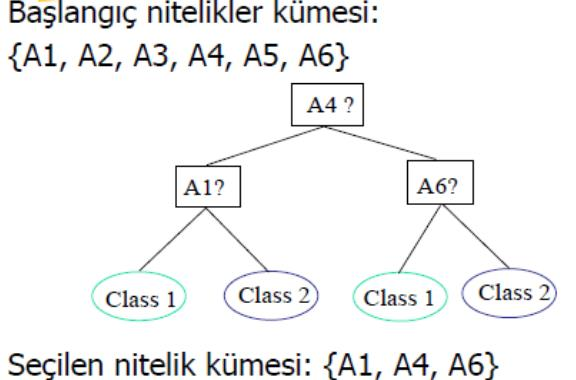 Başlangıç nitelikler kümesi:
{A1, A2, A3, A4, A5, A6}
A4 ?
A1?
A6?
Class 1
Class 2
Class 1
Class 2
Seçilen nitelik kümesi: {A1, A4, A6}